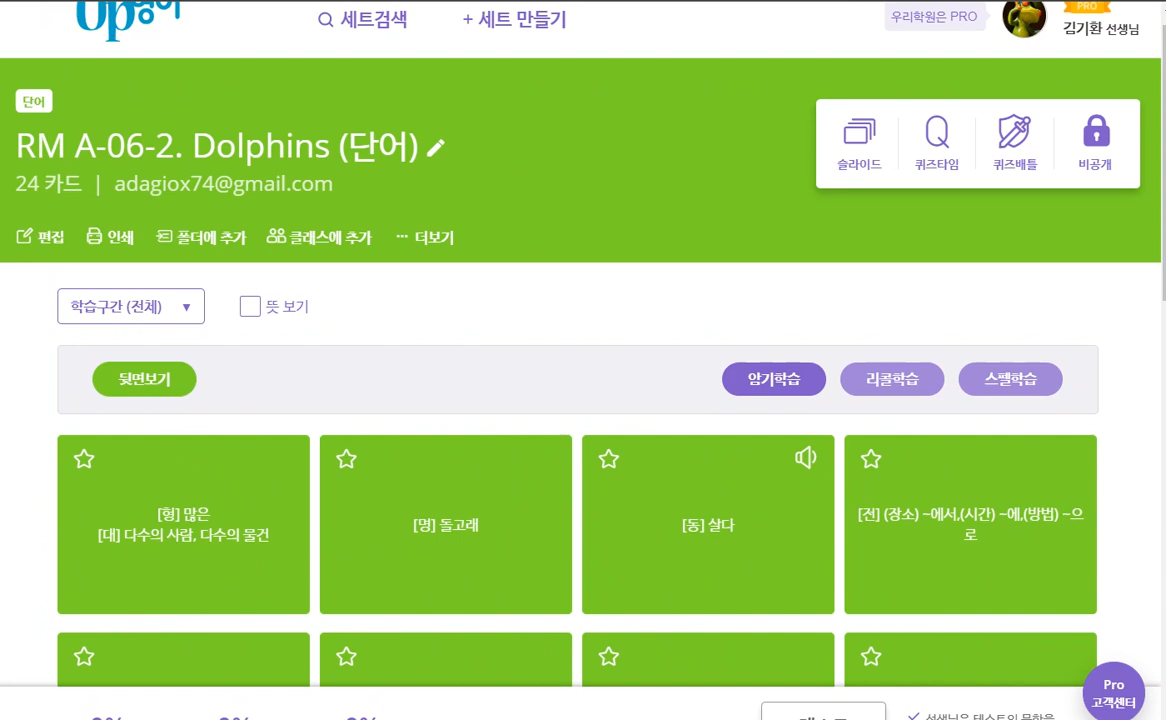 Up영어
세트검색
+ 세트 만들기
우리학원은 PRO
PRO
김기환 선생님
단어
RM A-06-2. Dolphins (단어)
24 카드 | adagiox74@gmail.com
편집
인쇄
폴더에 추가
클래스에 추가
··· 더보기
슬라이드
퀴즈타임
퀴즈배틀
비공개
학습구간 (전체) ▼
뜻 보기
뒷면보기
암기학습
리콜학습
스펠학습
[형] 많은
[대] 다수의 사람, 다수의 물건
[명] 돌고래
[동] 살다
[전] (장소) ~에서,(시간) ~에,(방법) ~으
로
Pro
고객센터